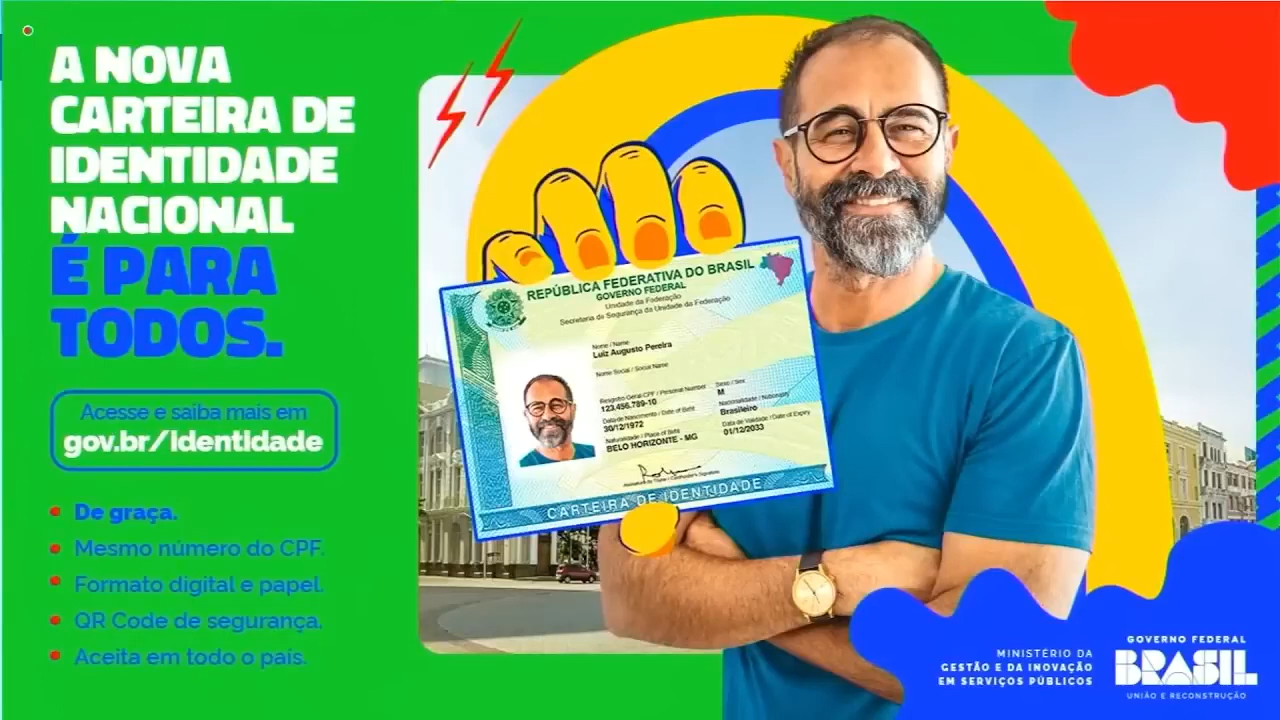 A NOVA
CARTEIRA DE
IDENTIDADE
NACIONAL
É PARA
TODOS.
Acesse e saiba mais em
gov.br/identidade
De graça.
Mesmo número do CPF.
Formato digital e papel.
QR Code de segurança.
Aceita em todo o país.
REPÚBLICA FEDERATIVA DO BRASIL
GOVERNO FEDERAL
Unidade da Federação
Secretaria da Segurança da Unidade da Federação
Nome / Name
Luiz Augusto Pereira
Nome Social / Social Name
Registro Geral CPF / Personal Number
Sexo / Sex
123.456.789-10
M
Data de Nascimento / Date of Birth
Nacionalidade / Nationality
30/12/1972
Brasileiro
Naturalidade / Place of Birth
Data de Validade / Date of Expiry
BELO HORIZONTE - MG
01/12/2033
CARTEIRA DE IDENTIDADE
MINISTÉRIO DA
GESTÃO E DA INOVAÇÃO
EM SERVIÇOS PÚBLICOS
GOVERNO FEDERAL
BRASIL
UNIÃO E RECONSTRUÇÃO